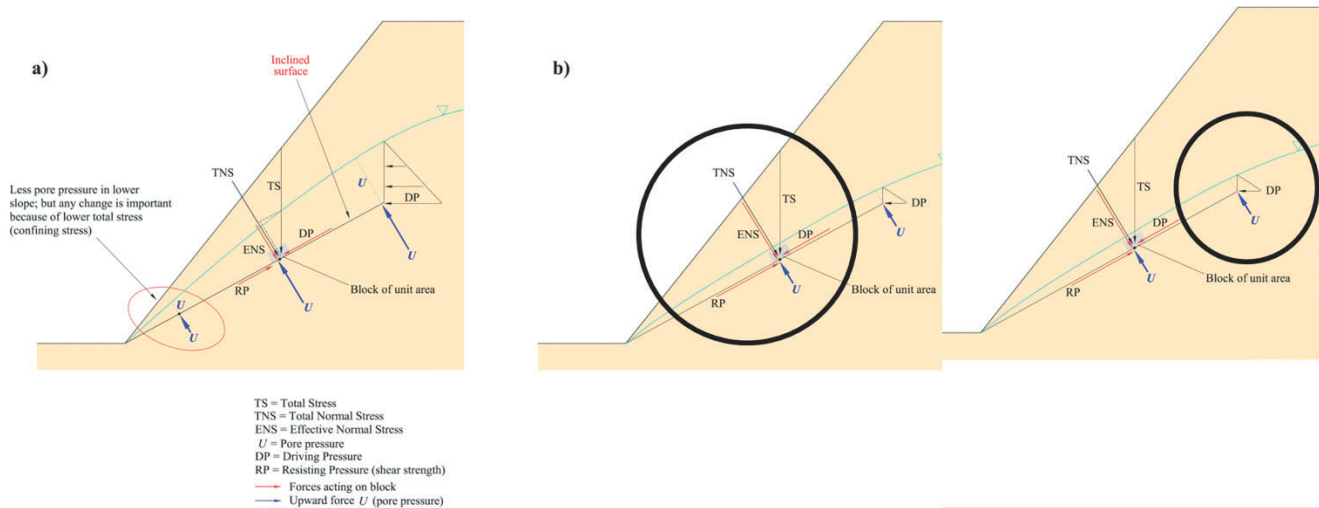 a)
Inclined
surface
TNS
TS
U
DP
Less pore pressure in lower
slope; but any change is important
because of lower total stress
(confining stress)
ENS
DP
U
RP
U
Block of unit area
U
U
b)
TNS
TS
DP
ENS
DP
U
U
RP
Block of unit area
TNS
TS
DP
ENS
DP
U
U
RP
Block of unit area
TS = Total Stress
TNS = Total Normal Stress
ENS = Effective Normal Stress
U = Pore pressure
DP = Driving Pressure
RP = Resisting Pressure (shear strength)
Forces acting on block
Upward force U (pore pressure)